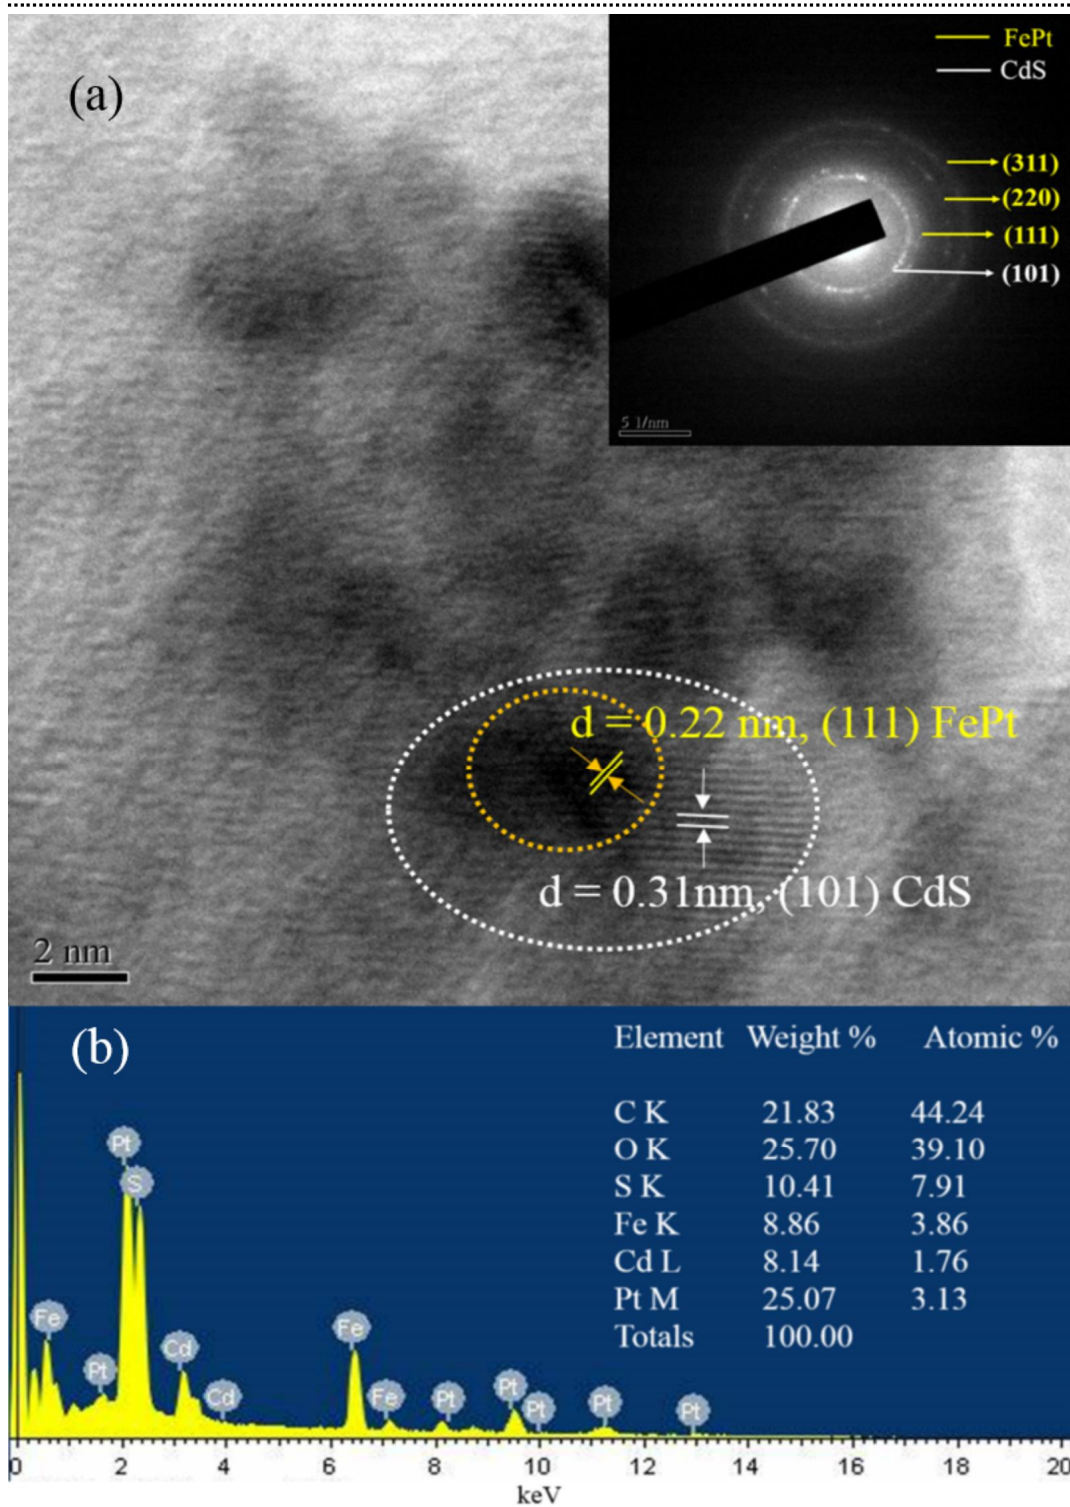 (a)
FePt
CdS
(311)
(220)
(111)
(101)
5 1/nm
d = 0.22 nm, (111) FePt
d = 0.31nm, (101) CdS
2 nm
(b)
Element Weight % Atomic %
C K 21.83 44.24
O K 25.70 39.10
S K 10.41 7.91
Fe K 8.86 3.86
Cd L 8.14 1.76
Pt M 25.07 3.13
Totals 100.00
Pt
S
Fe
Pt
Cd
Cd
Fe
Fe
Pt
Pt
Pt
Pt
Pt
0 2 4 6 8 10 12 14 16 18 20
keV